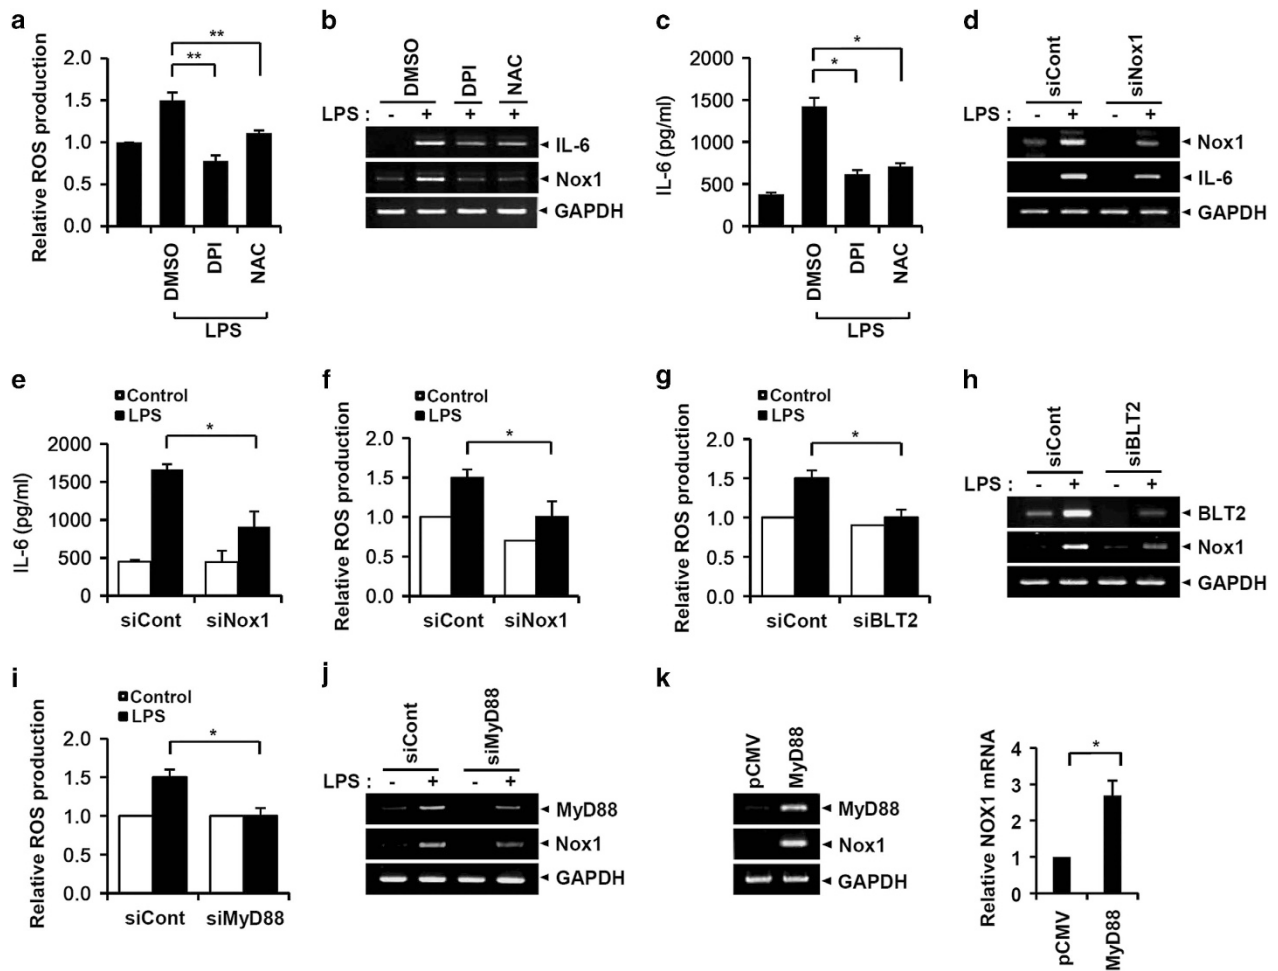 a
Relative ROS production
2.0
1.5
1.0
0.5
0.0
**
**
DMSO
DPI
NAC
LPS
b
DMSO
DPI
NAC
LPS : - + + +
IL-6
Nox1
GAPDH
c
IL-6 (pg/ml)
2000
1500
1000
500
0
*
*
DMSO
DPI
NAC
LPS
d
siCont
siNox1
LPS : - + - +
Nox1
IL-6
GAPDH
e
Control
LPS
IL-6 (pg/ml)
2000
1500
1000
500
0
*
siCont siNox1
f
Control
LPS
Relative ROS production
2.0
1.5
1.0
0.5
0.0
*
siCont siNox1
g
Control
LPS
Relative ROS production
2.0
1.5
1.0
0.5
0.0
*
siCont siBLT2
h
siCont
siBLT2
LPS : - + - +
BLT2
Nox1
GAPDH
i
Control
LPS
Relative ROS production
2.0
1.5
1.0
0.5
0.0
*
siCont siMyD88
j
siCont
siMyD88
LPS : - + - +
MyD88
Nox1
GAPDH
k
pCMV
MyD88
MyD88
Nox1
GAPDH
Relative NOX1 mRNA
4
3
2
1
0
*
pCMV
MyD88